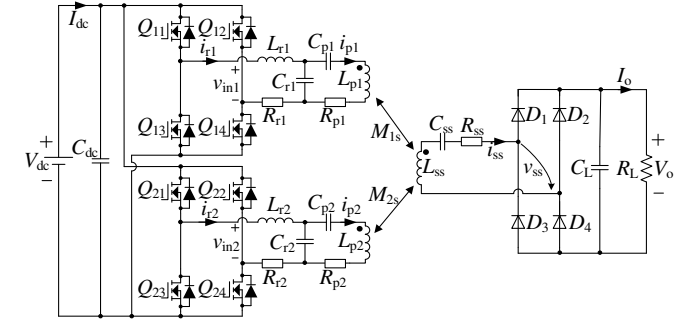 I_dc
Q_11
Q_12
i_r1
L_r1
C_p1
i_p1
+
v_in1
−
C_r1
L_p1
R_r1
R_p1
Q_13
Q_14
+
V_dc
−
C_dc
M_1s
M_2s
C_ss
R_ss
i_ss
L_ss
v_ss
D_1
D_2
D_3
D_4
C_L
I_o
R_L
+
V_o
−
Q_21
Q_22
i_r2
L_r2
C_p2
i_p2
+
v_in2
−
C_r2
L_p2
R_r2
R_p2
Q_23
Q_24